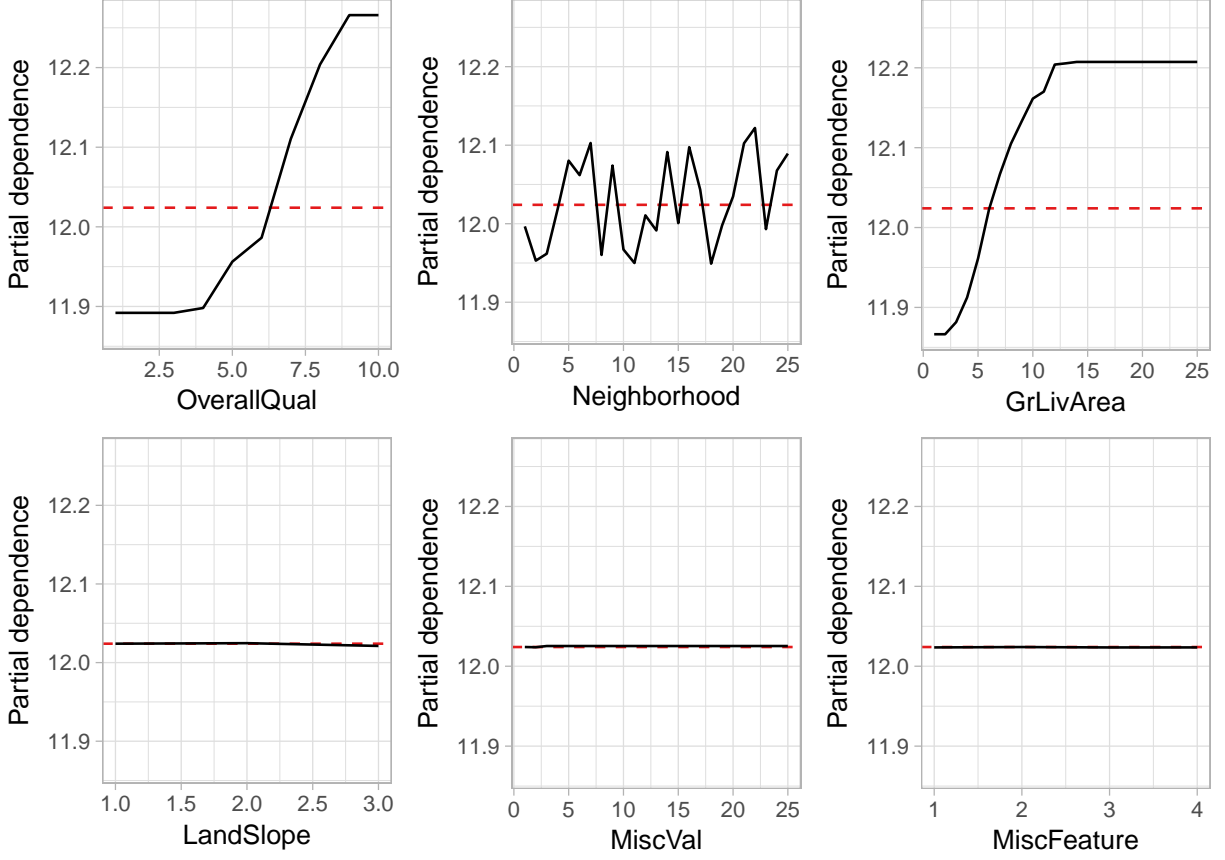 Partial dependence
12.2
12.1
12.0
11.9
2.5 5.0 7.5 10.0
OverallQual
Partial dependence
12.2
12.1
12.0
11.9
0 5 10 15 20 25
Neighborhood
Partial dependence
12.2
12.1
12.0
11.9
0 5 10 15 20 25
GrLivArea
Partial dependence
12.2
12.1
12.0
11.9
1.0 1.5 2.0 2.5 3.0
LandSlope
Partial dependence
12.2
12.1
12.0
11.9
0 5 10 15 20 25
MiscVal
Partial dependence
12.2
12.1
12.0
11.9
1 2 3 4
MiscFeature